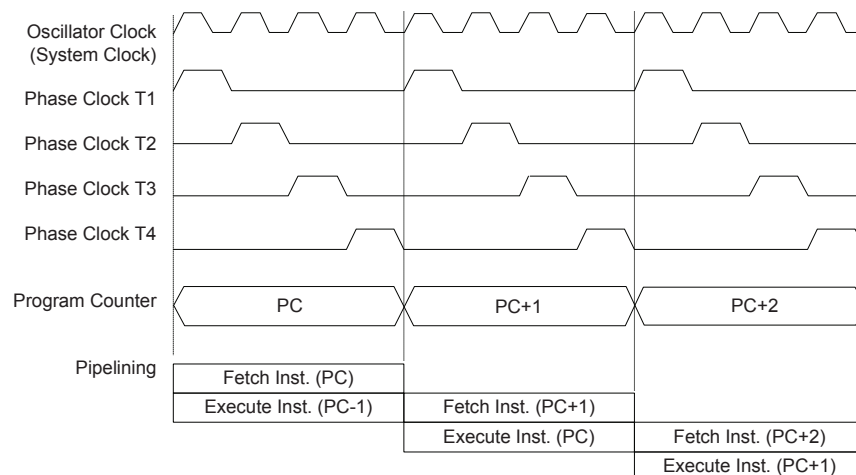 Oscillator Clock
(System Clock)
Phase Clock T1
Phase Clock T2
Phase Clock T3
Phase Clock T4
Program Counter
PC
PC+1
PC+2
Pipelining
Fetch Inst. (PC)
Execute Inst. (PC-1)
Fetch Inst. (PC+1)
Execute Inst. (PC)
Fetch Inst. (PC+2)
Execute Inst. (PC+1)